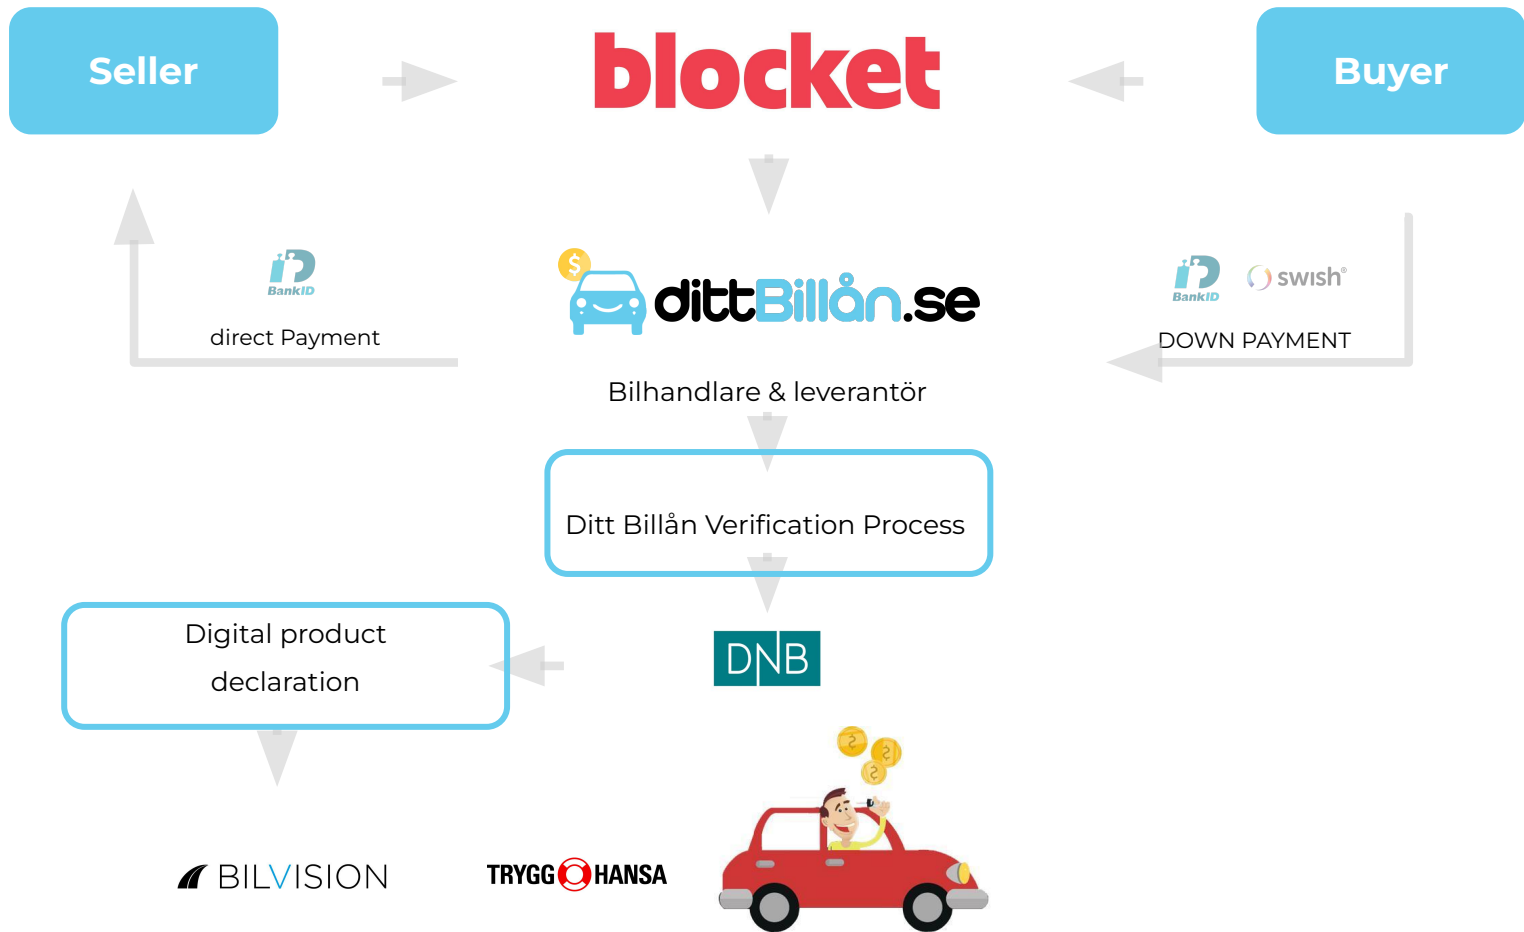 Seller
blocket
Buyer
BankID
direct Payment
dittBillån.se
BankID
swish®
DOWN PAYMENT
Bilhandlare & leverantör
Ditt Billån Verification Process
Digital product
declaration
DNB
BILVISION
TRYGG HANSA